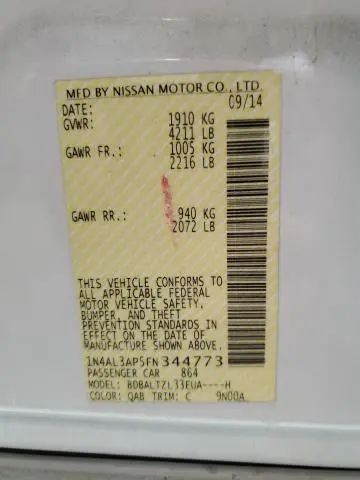 MFD BY NISSAN MOTOR CO., LTD.
DATE: 09/14
GVWR: 1910 KG
4211 LB
GAWR FR.: 1005 KG
2216 LB
GAWR RR.: 940 KG
2072 LB
THIS VEHICLE CONFORMS TO
ALL APPLICABLE FEDERAL
MOTOR VEHICLE SAFETY,
BUMPER, AND THEFT
PREVENTION STANDARDS IN
EFFECT ON THE DATE OF
MANUFACTURE SHOWN ABOVE.
1N4AL3AP5FN344773
PASSENGER CAR 864
MODEL: BDBALTZL33EUA----H
COLOR: QAB TRIM: C 9N00A